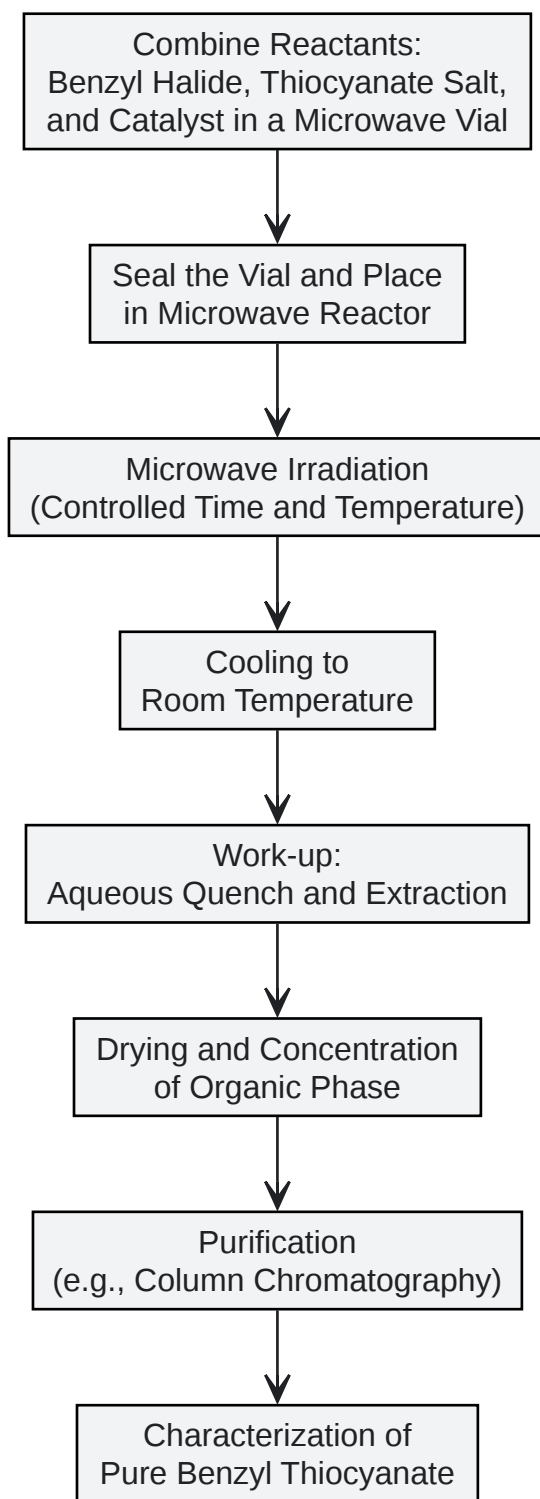 Combine Reactants:
Benzyl Halide, Thiocyanate Salt,
and Catalyst in a Microwave Vial
Seal the Vial and Place
in Microwave Reactor
Microwave Irradiation
(Controlled Time and Temperature)
Cooling to
Room Temperature
Work-up:
Aqueous Quench and Extraction
Drying and Concentration
of Organic Phase
Purification
(e.g., Column Chromatography)
Characterization of
Pure Benzyl Thiocyanate